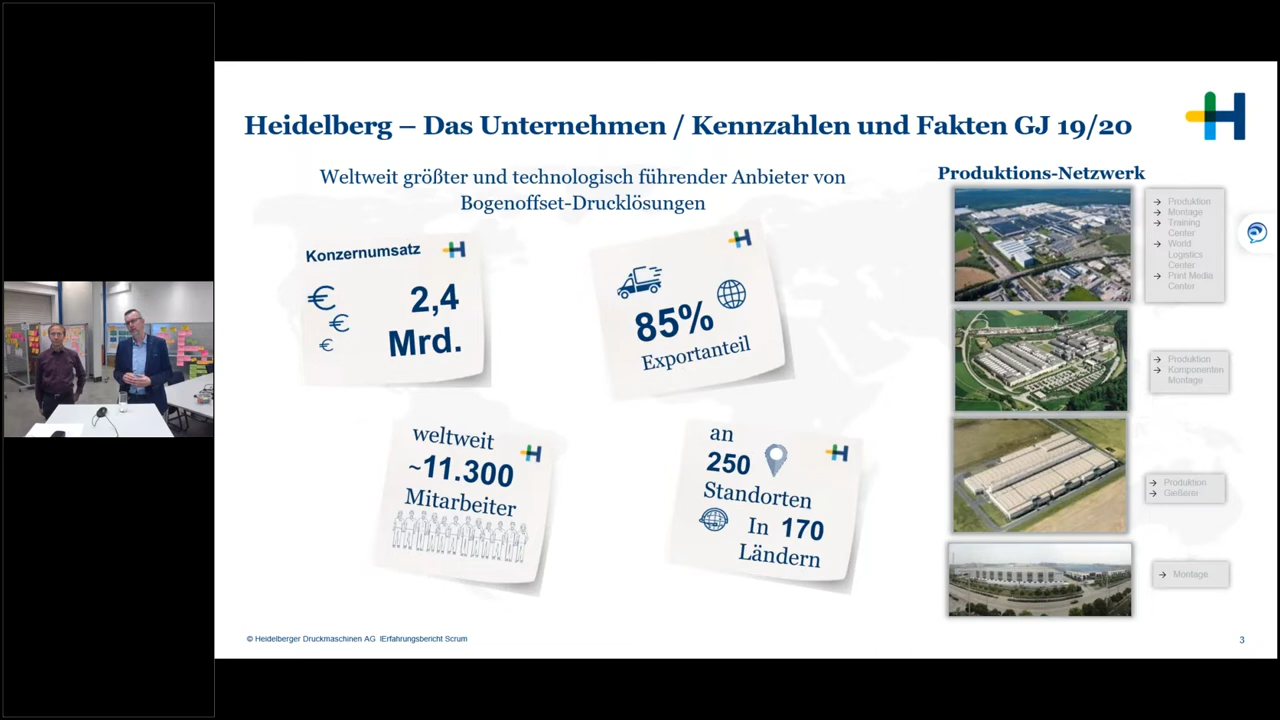 Heidelberg – Das Unternehmen / Kennzahlen und Fakten GJ 19/20
Weltweit größter und technologisch führender Anbieter von
Bogenoffset-Drucklösungen
Konzernumsatz
2,4
Mrd.
85%
Exportanteil
weltweit
~11.300
Mitarbeiter
an
250
Standorten
In 170
Ländern
Produktions-Netzwerk
Produktion
Montage
Training
Center
World
Logistics
Center
Print Media
Center
Produktion
Komponenten
Montage
Produktion
Gießerei
Montage
© Heidelberger Druckmaschinen AG IErfahrungsbericht Scrum
3